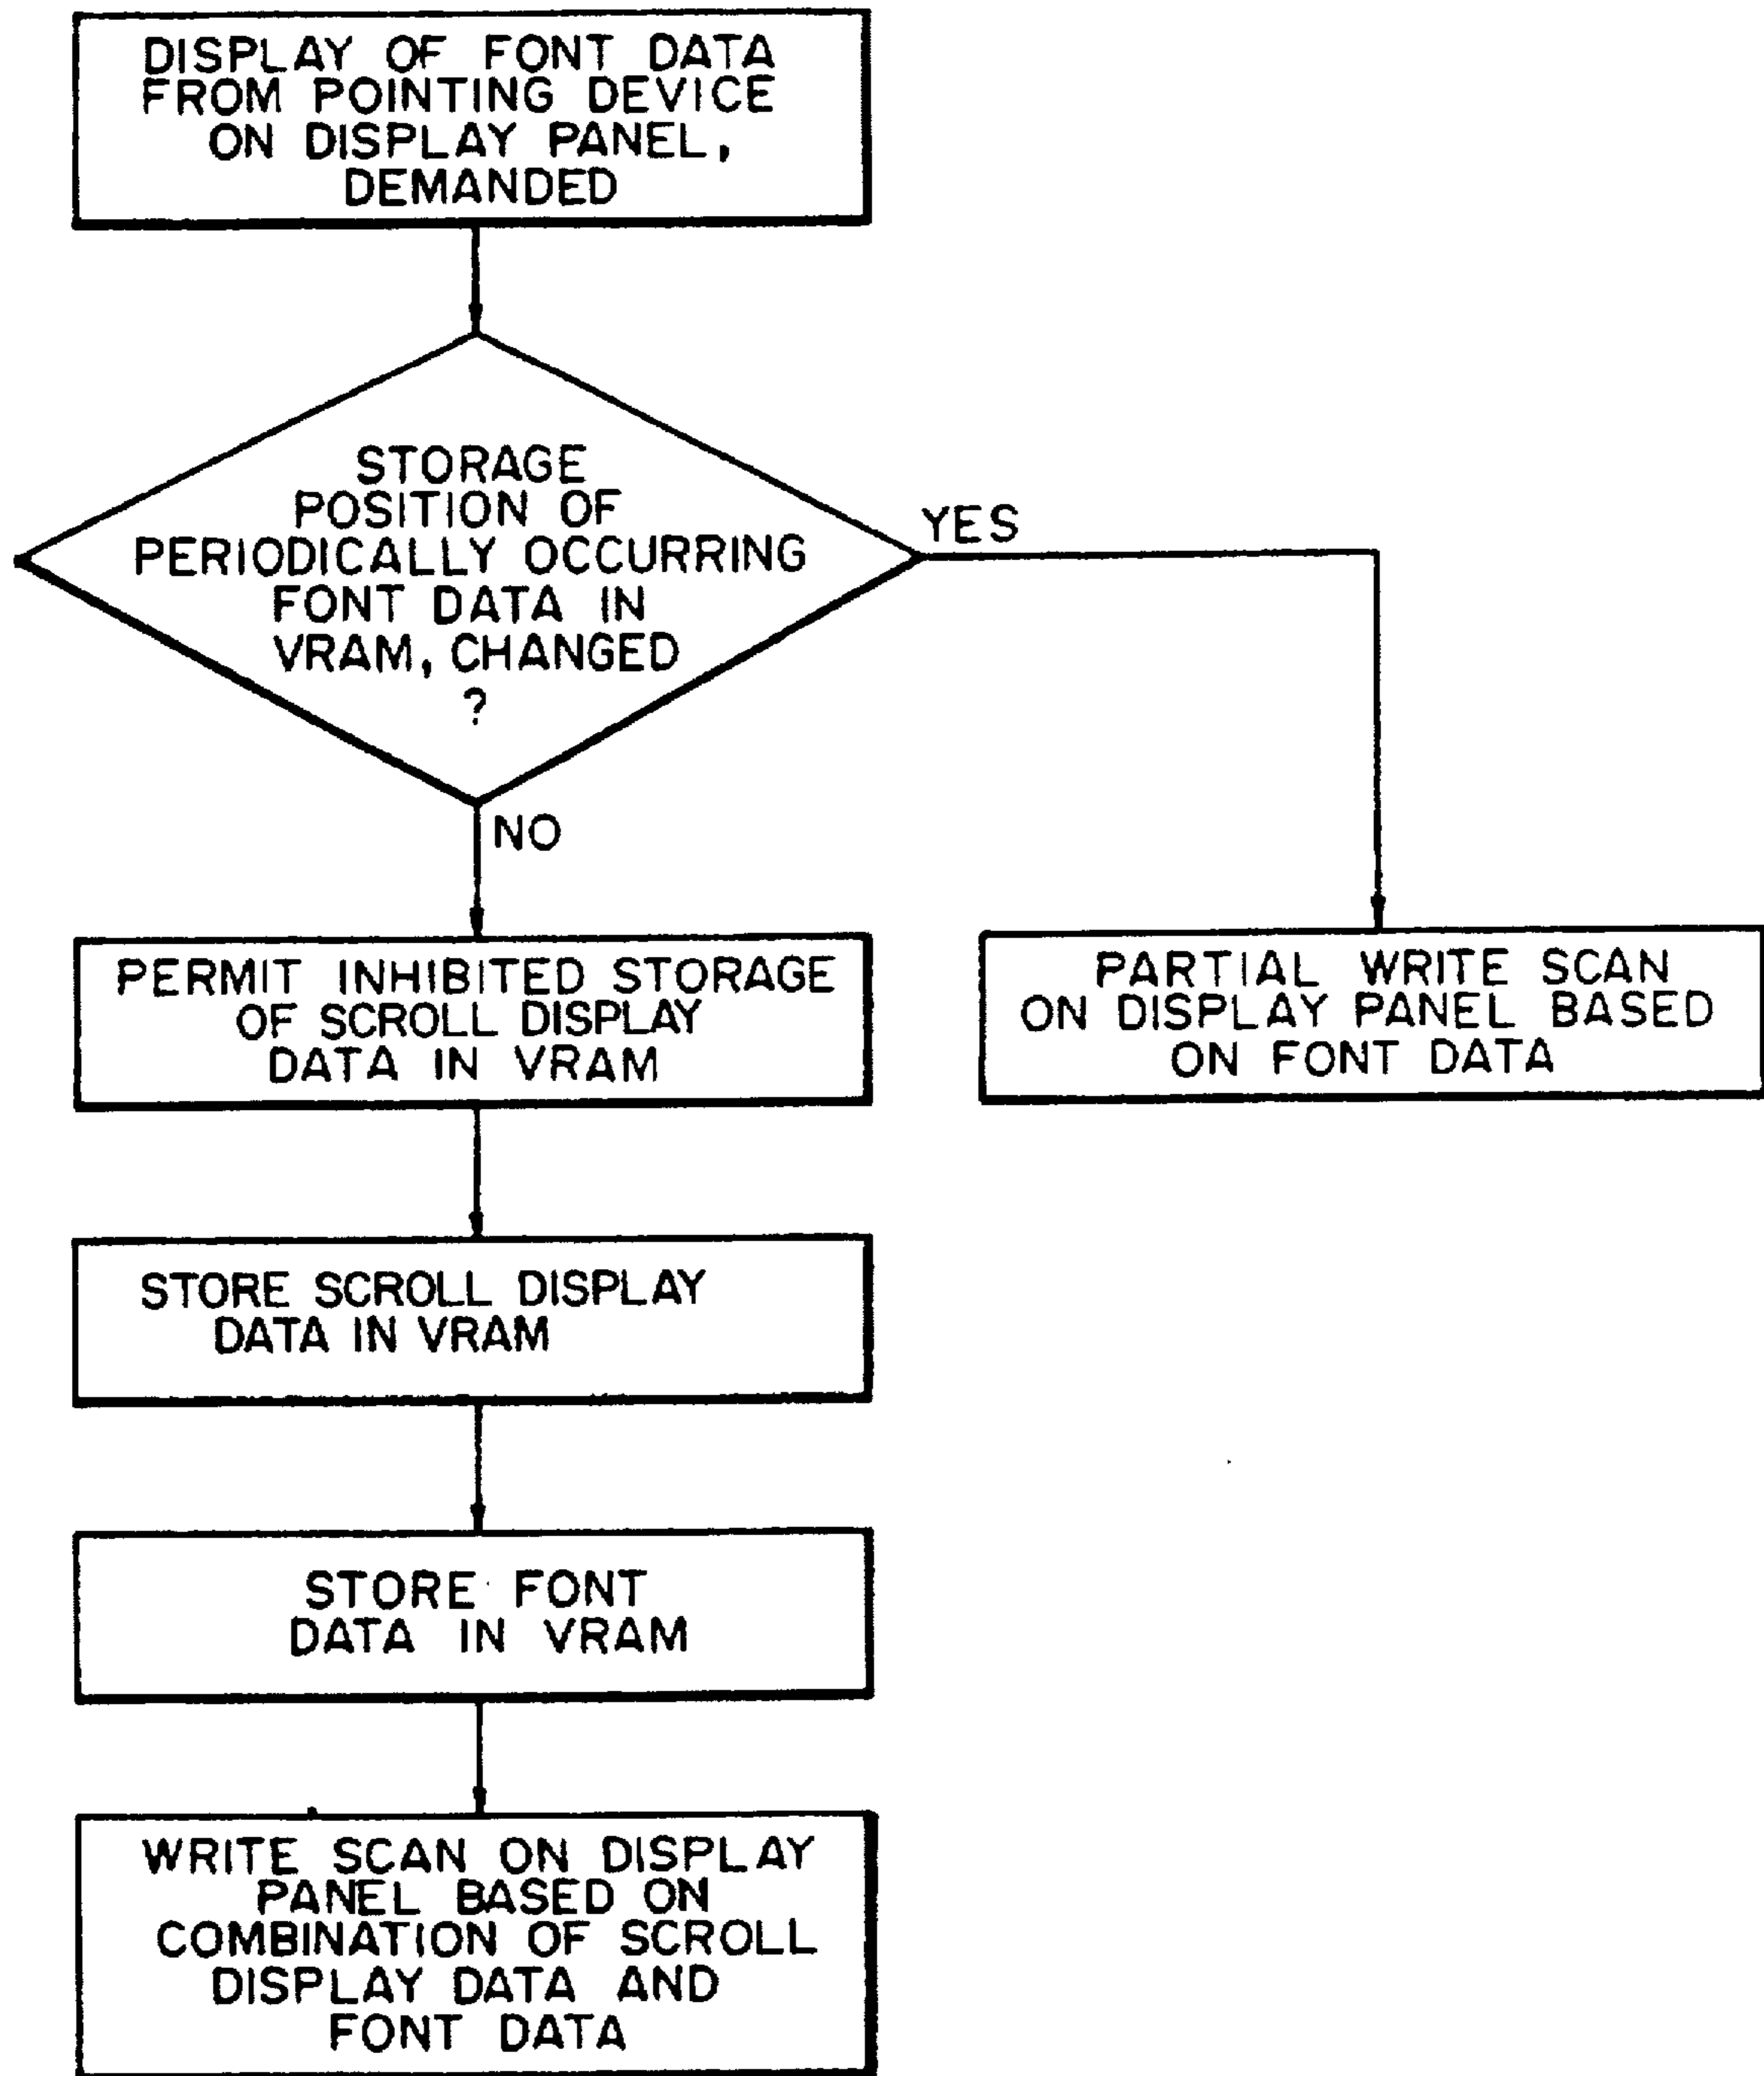 DISPLAY OF FONT DATA
FROM POINTING DEVICE
ON DISPLAY PANEL,
DEMANDED
STORAGE
POSITION OF
PERIODICALLY OCCURRING
FONT DATA IN
VRAM, CHANGED
?
YES
NO
PERMIT INHIBITED STORAGE
OF SCROLL DISPLAY
DATA IN VRAM
PARTIAL WRITE SCAN
ON DISPLAY PANEL BASED
ON FONT DATA
STORE SCROLL DISPLAY
DATA IN VRAM
STORE FONT
DATA IN VRAM
WRITE SCAN ON DISPLAY
PANEL BASED ON
COMBINATION OF SCROLL
DISPLAY DATA AND
FONT DATA